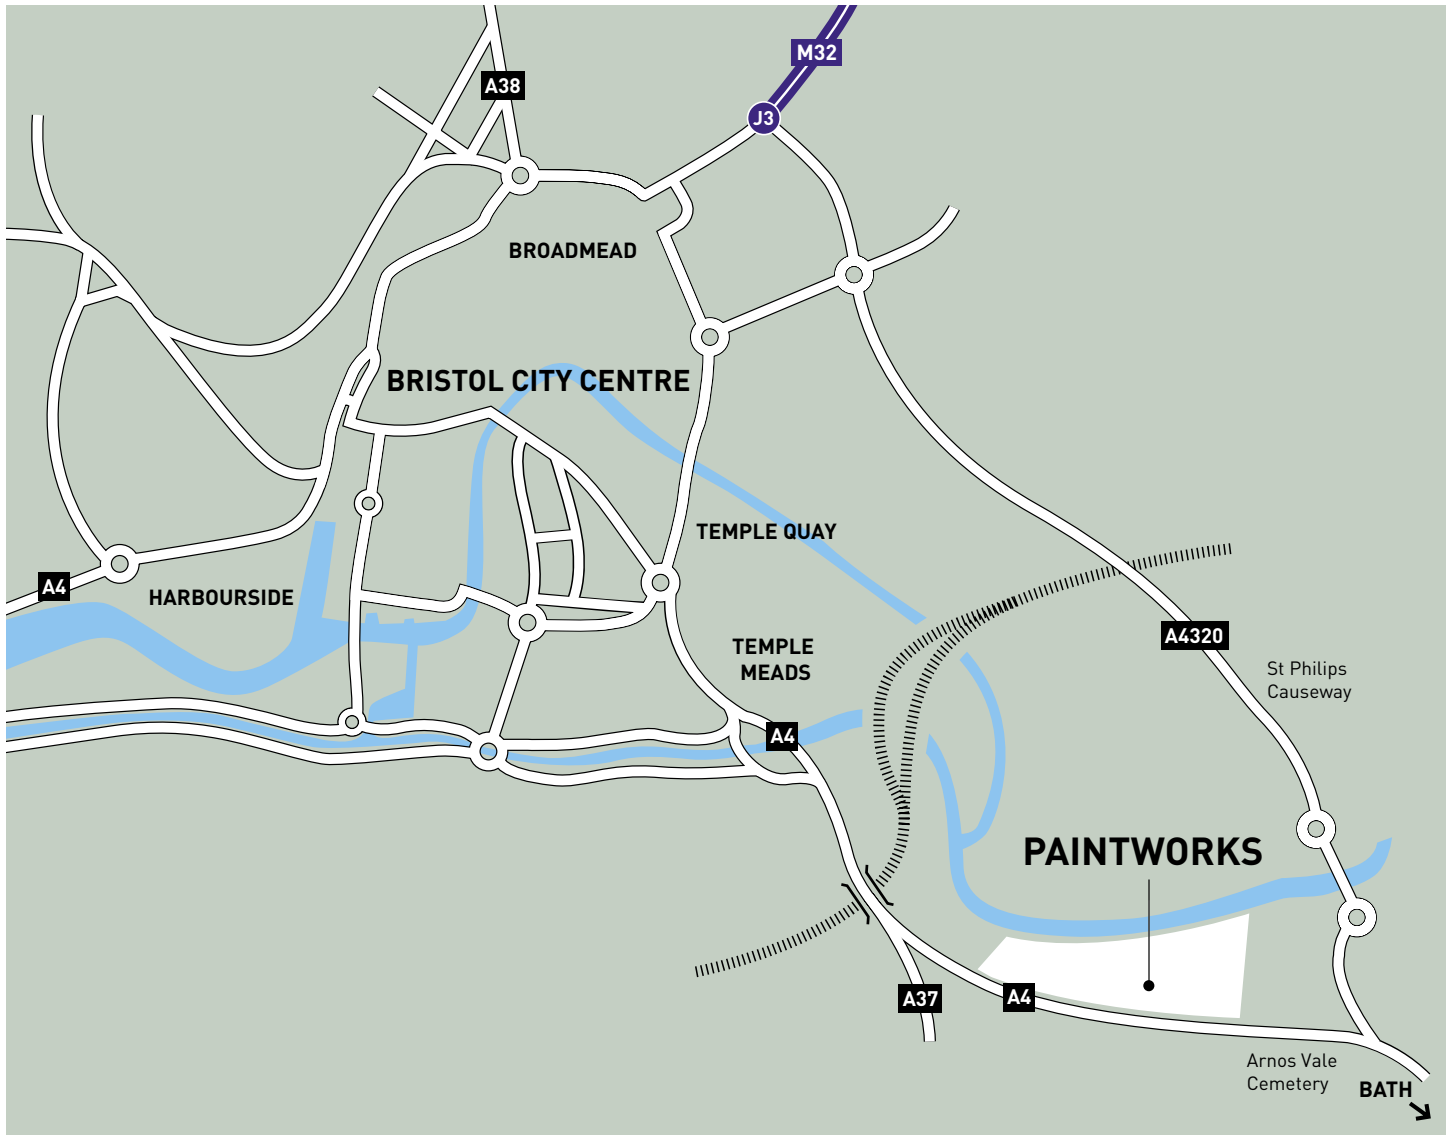 M32
A38
J3
BROADMEAD
BRISTOL CITY CENTRE
TEMPLE QUAY
A4
HARBOURSIDE
A4320
TEMPLE
MEADS
St Philips
Causeway
A4
PAINTWORKS
A37
A4
Arnos Vale
Cemetery
BATH